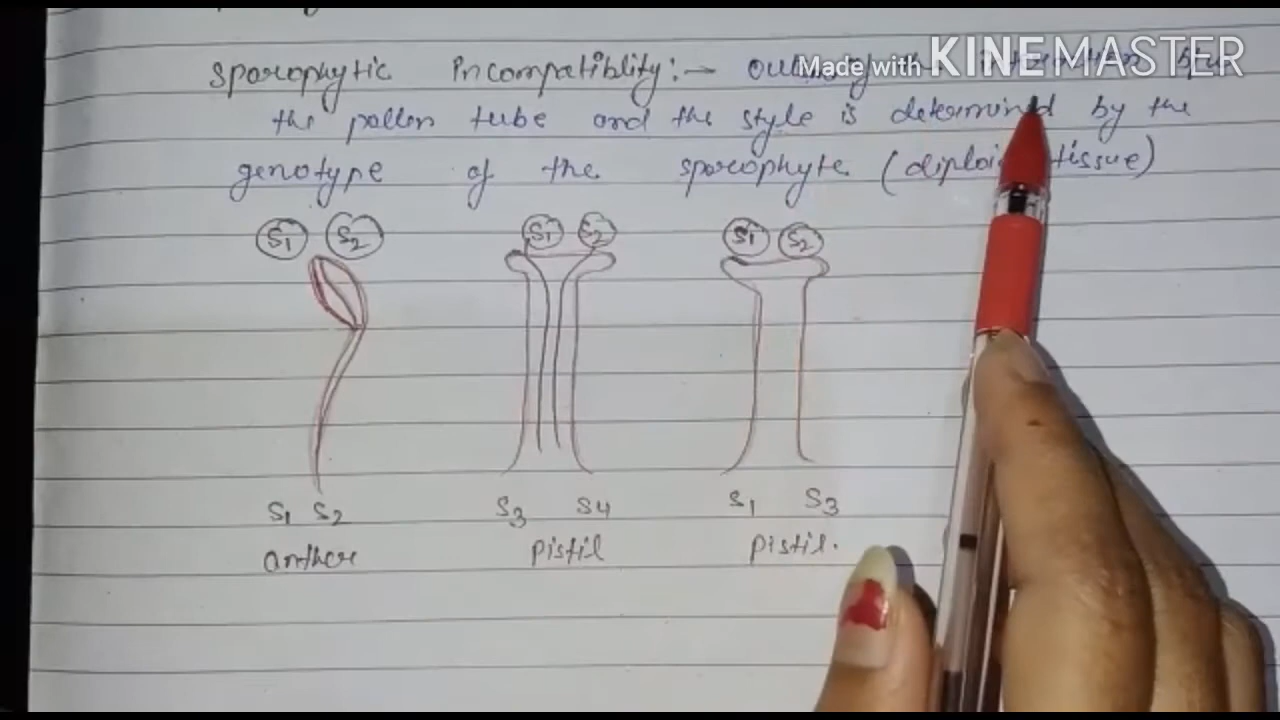 Sporophytic Incompatiblity:-
Made with KINEMASTER
the pollen tube and the style is determined by the
genotype of the sporophyte (diploid tissue)
S1 S2 S1 S2 S1 S2
S1 S2 S3 S4 S1 S3
anther pistil pistil.